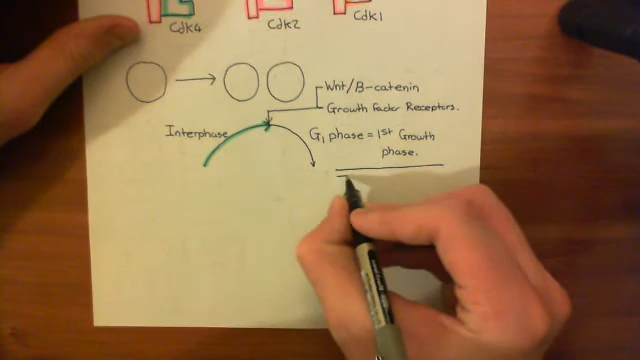 Cdk4
Cdk2
Cdk1
Wnt/B-catenin
Growth Factor Receptors.
Interphase
G1 phase = 1st Growth
phase.